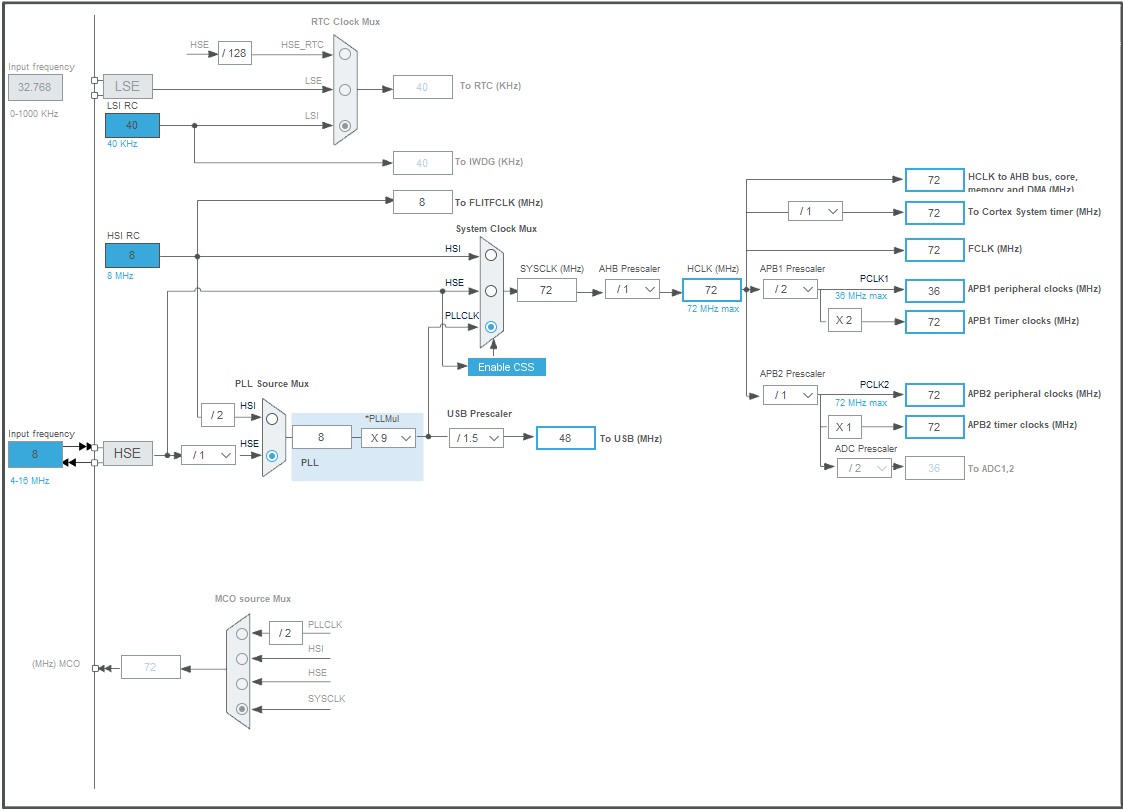 RTC Clock Mux
HSE
/ 128
HSE_RTC
Input frequency
32.768
0-1000 KHz
LSE
LSE
40
To RTC (KHz)
LSI RC
40
40 KHz
LSI
40
To IWDG (KHz)
8
To FLITFCLK (MHz)
HSI RC
8
8 MHz
System Clock Mux
HSI
HSE
PLLCLK
Enable CSS
SYSCLK (MHz)
72
AHB Prescaler
/ 1
HCLK (MHz)
72
72 MHz max
72
HCLK to AHB bus, core,
memory and DMA (MHz)
/ 1
72
To Cortex System timer (MHz)
72
FCLK (MHz)
APB1 Prescaler
/ 2
PCLK1
36 MHz max
36
APB1 peripheral clocks (MHz)
X 2
72
APB1 Timer clocks (MHz)
APB2 Prescaler
/ 1
PCLK2
72 MHz max
72
APB2 peripheral clocks (MHz)
X 1
72
APB2 timer clocks (MHz)
ADC Prescaler
/ 2
36
To ADC1,2
PLL Source Mux
/ 2
HSI
Input frequency
8
4-16 MHz
HSE
/ 1
HSE
8
*PLLMul
X 9
PLL
USB Prescaler
/ 1.5
48
To USB (MHz)
MCO source Mux
PLLCLK
/ 2
HSI
HSE
SYSCLK
(MHz) MCO
72